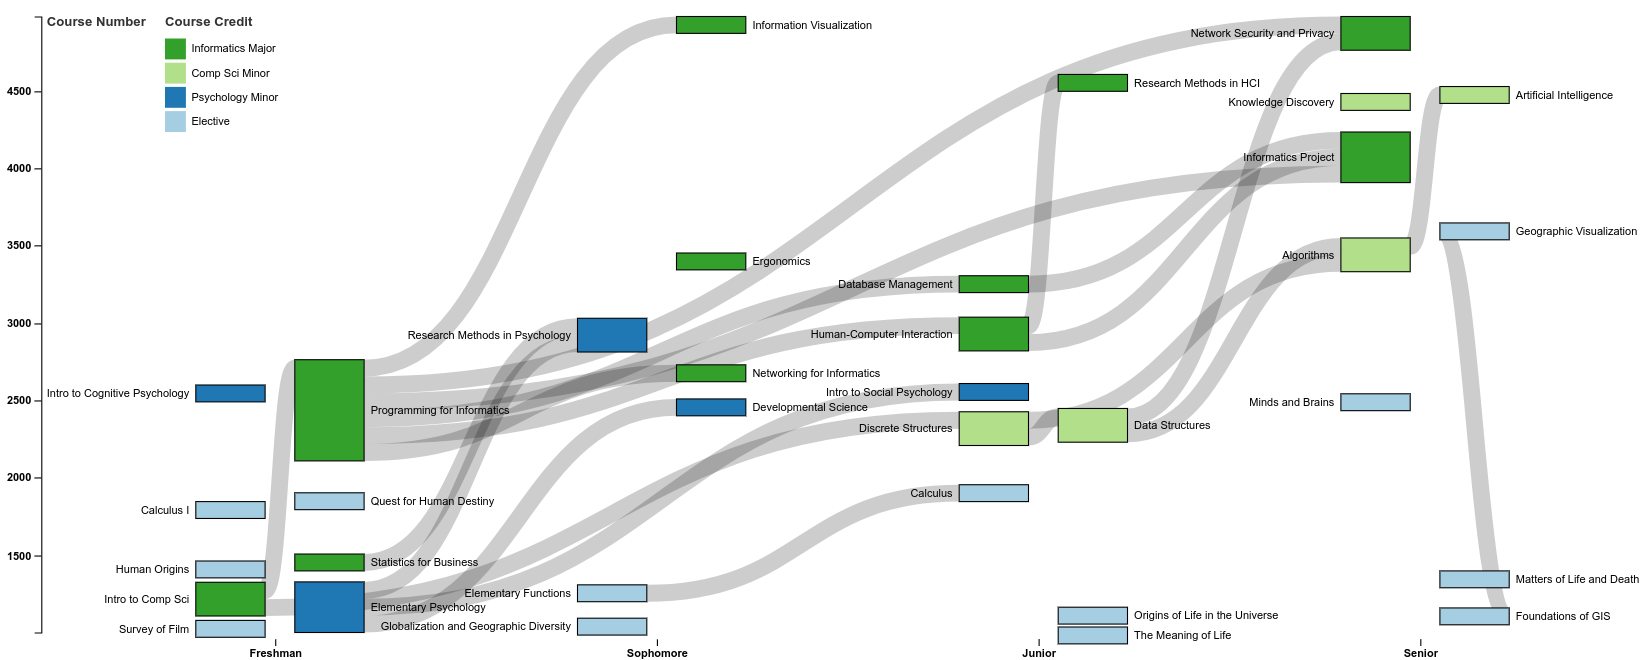 Course Number
Course Credit
Informatics Major
Comp Sci Minor
Psychology Minor
Elective
4500
4000
3500
3000
2500
2000
1500
Intro to Cognitive Psychology
Calculus I
Human Origins
Intro to Comp Sci
Survey of Film
Programming for Informatics
Quest for Human Destiny
Statistics for Business
Elementary Psychology
Research Methods in Psychology
Elementary Functions
Globalization and Geographic Diversity
Information Visualization
Ergonomics
Networking for Informatics
Developmental Science
Database Management
Human-Computer Interaction
Intro to Social Psychology
Discrete Structures
Calculus
Research Methods in HCI
Data Structures
Origins of Life in the Universe
The Meaning of Life
Network Security and Privacy
Knowledge Discovery
Informatics Project
Algorithms
Minds and Brains
Artificial Intelligence
Geographic Visualization
Matters of Life and Death
Foundations of GIS
Freshman
Sophomore
Junior
Senior